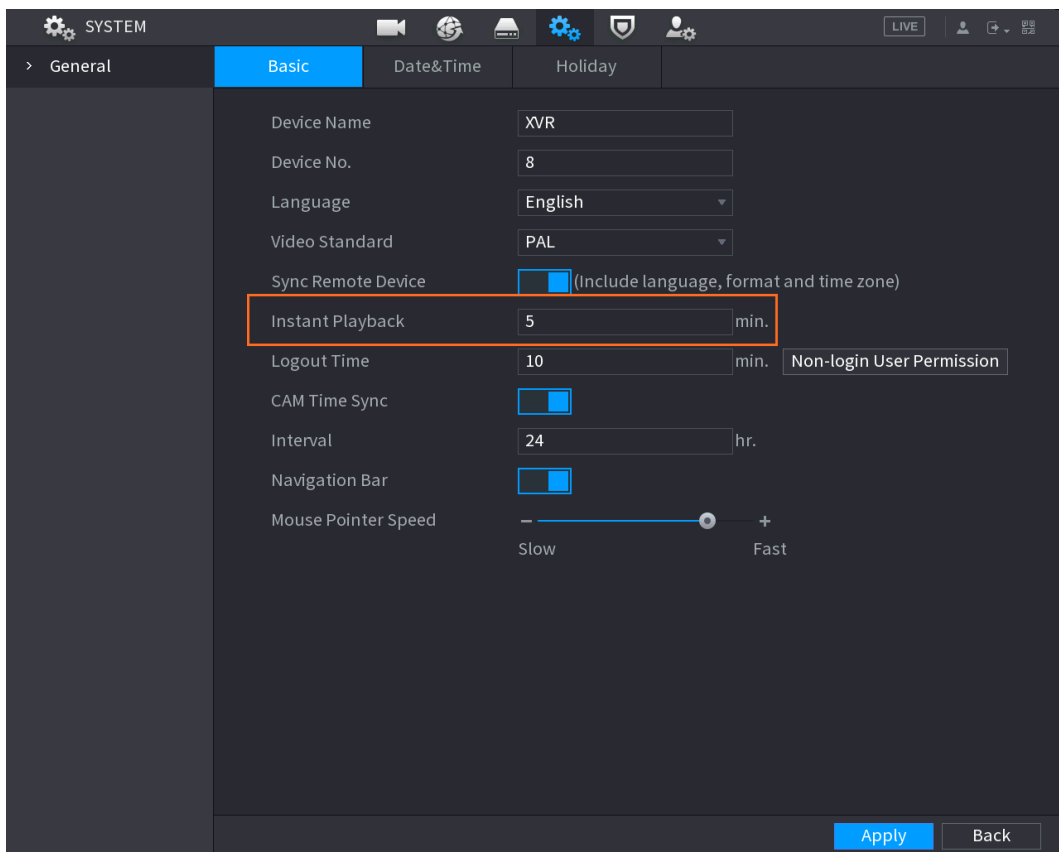 SYSTEM LIVE
> General Basic Date&Time Holiday
Device Name XVR
Device No. 8
Language English
Video Standard PAL
Sync Remote Device (Include language, format and time zone)
Instant Playback 5 min.
Logout Time 10 min. Non-login User Permission
CAM Time Sync
Interval 24 hr.
Navigation Bar
Mouse Pointer Speed − +
Slow Fast
Apply Back